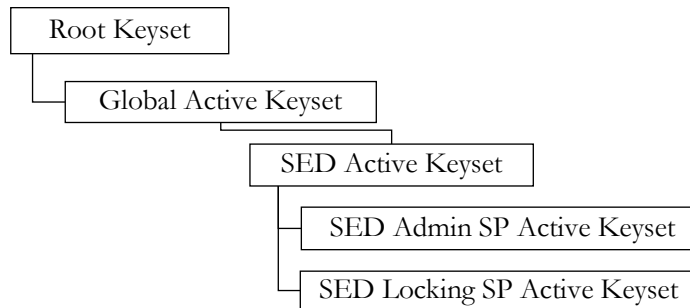 Root Keyset
Global Active Keyset
SED Active Keyset
SED Admin SP Active Keyset
SED Locking SP Active Keyset